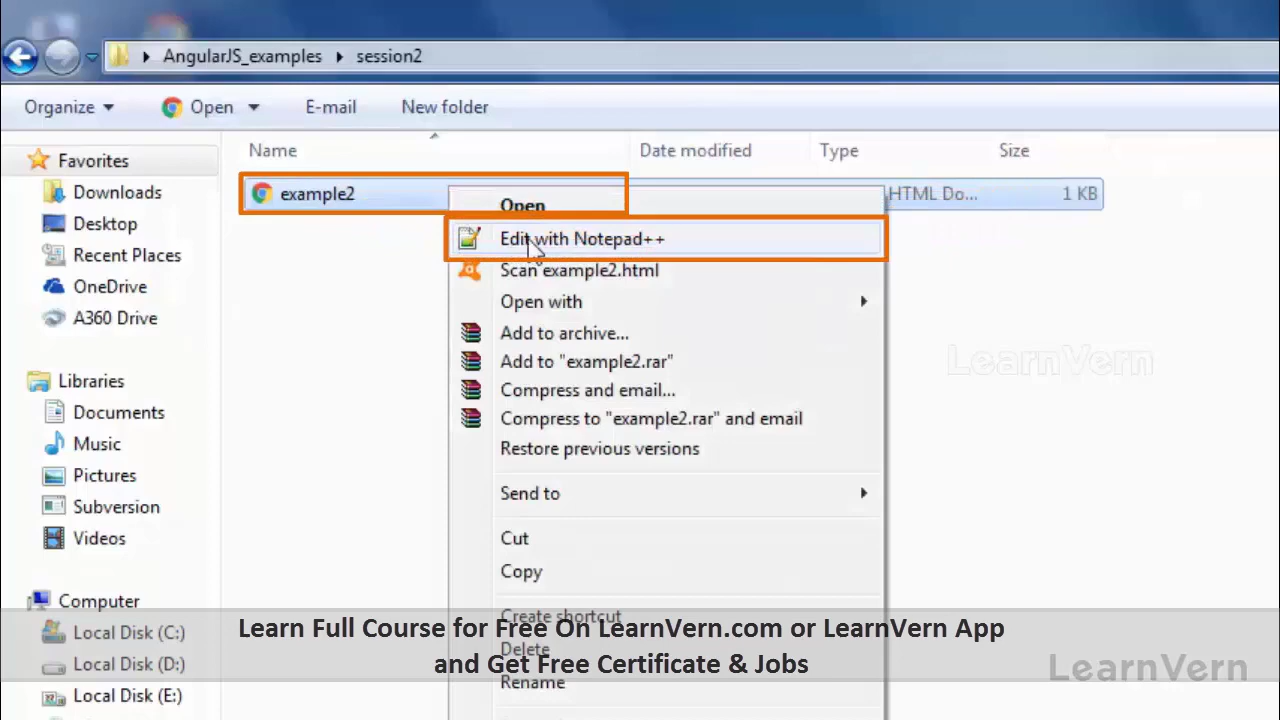 AngularJS_examples session2
Organize Open E-mail New folder
Name Date modified Type Size
Favorites
Downloads
Desktop
Recent Places
OneDrive
A360 Drive
Libraries
Documents
Music
Pictures
Subversion
Videos
Computer
Local Disk (C:)
Local Disk (D:)
Local Disk (E:)
example2 HTML Do... 1 KB
Open
Edit with Notepad++
Scan example2.html
Open with
Add to archive...
Add to "example2.rar"
Compress and email...
Compress to "example2.rar" and email
Restore previous versions
Send to
Cut
Copy
Create shortcut
Delete
Rename
LearnVern
Learn Full Course for Free On LearnVern.com or LearnVern App
and Get Free Certificate & Jobs
LearnVern